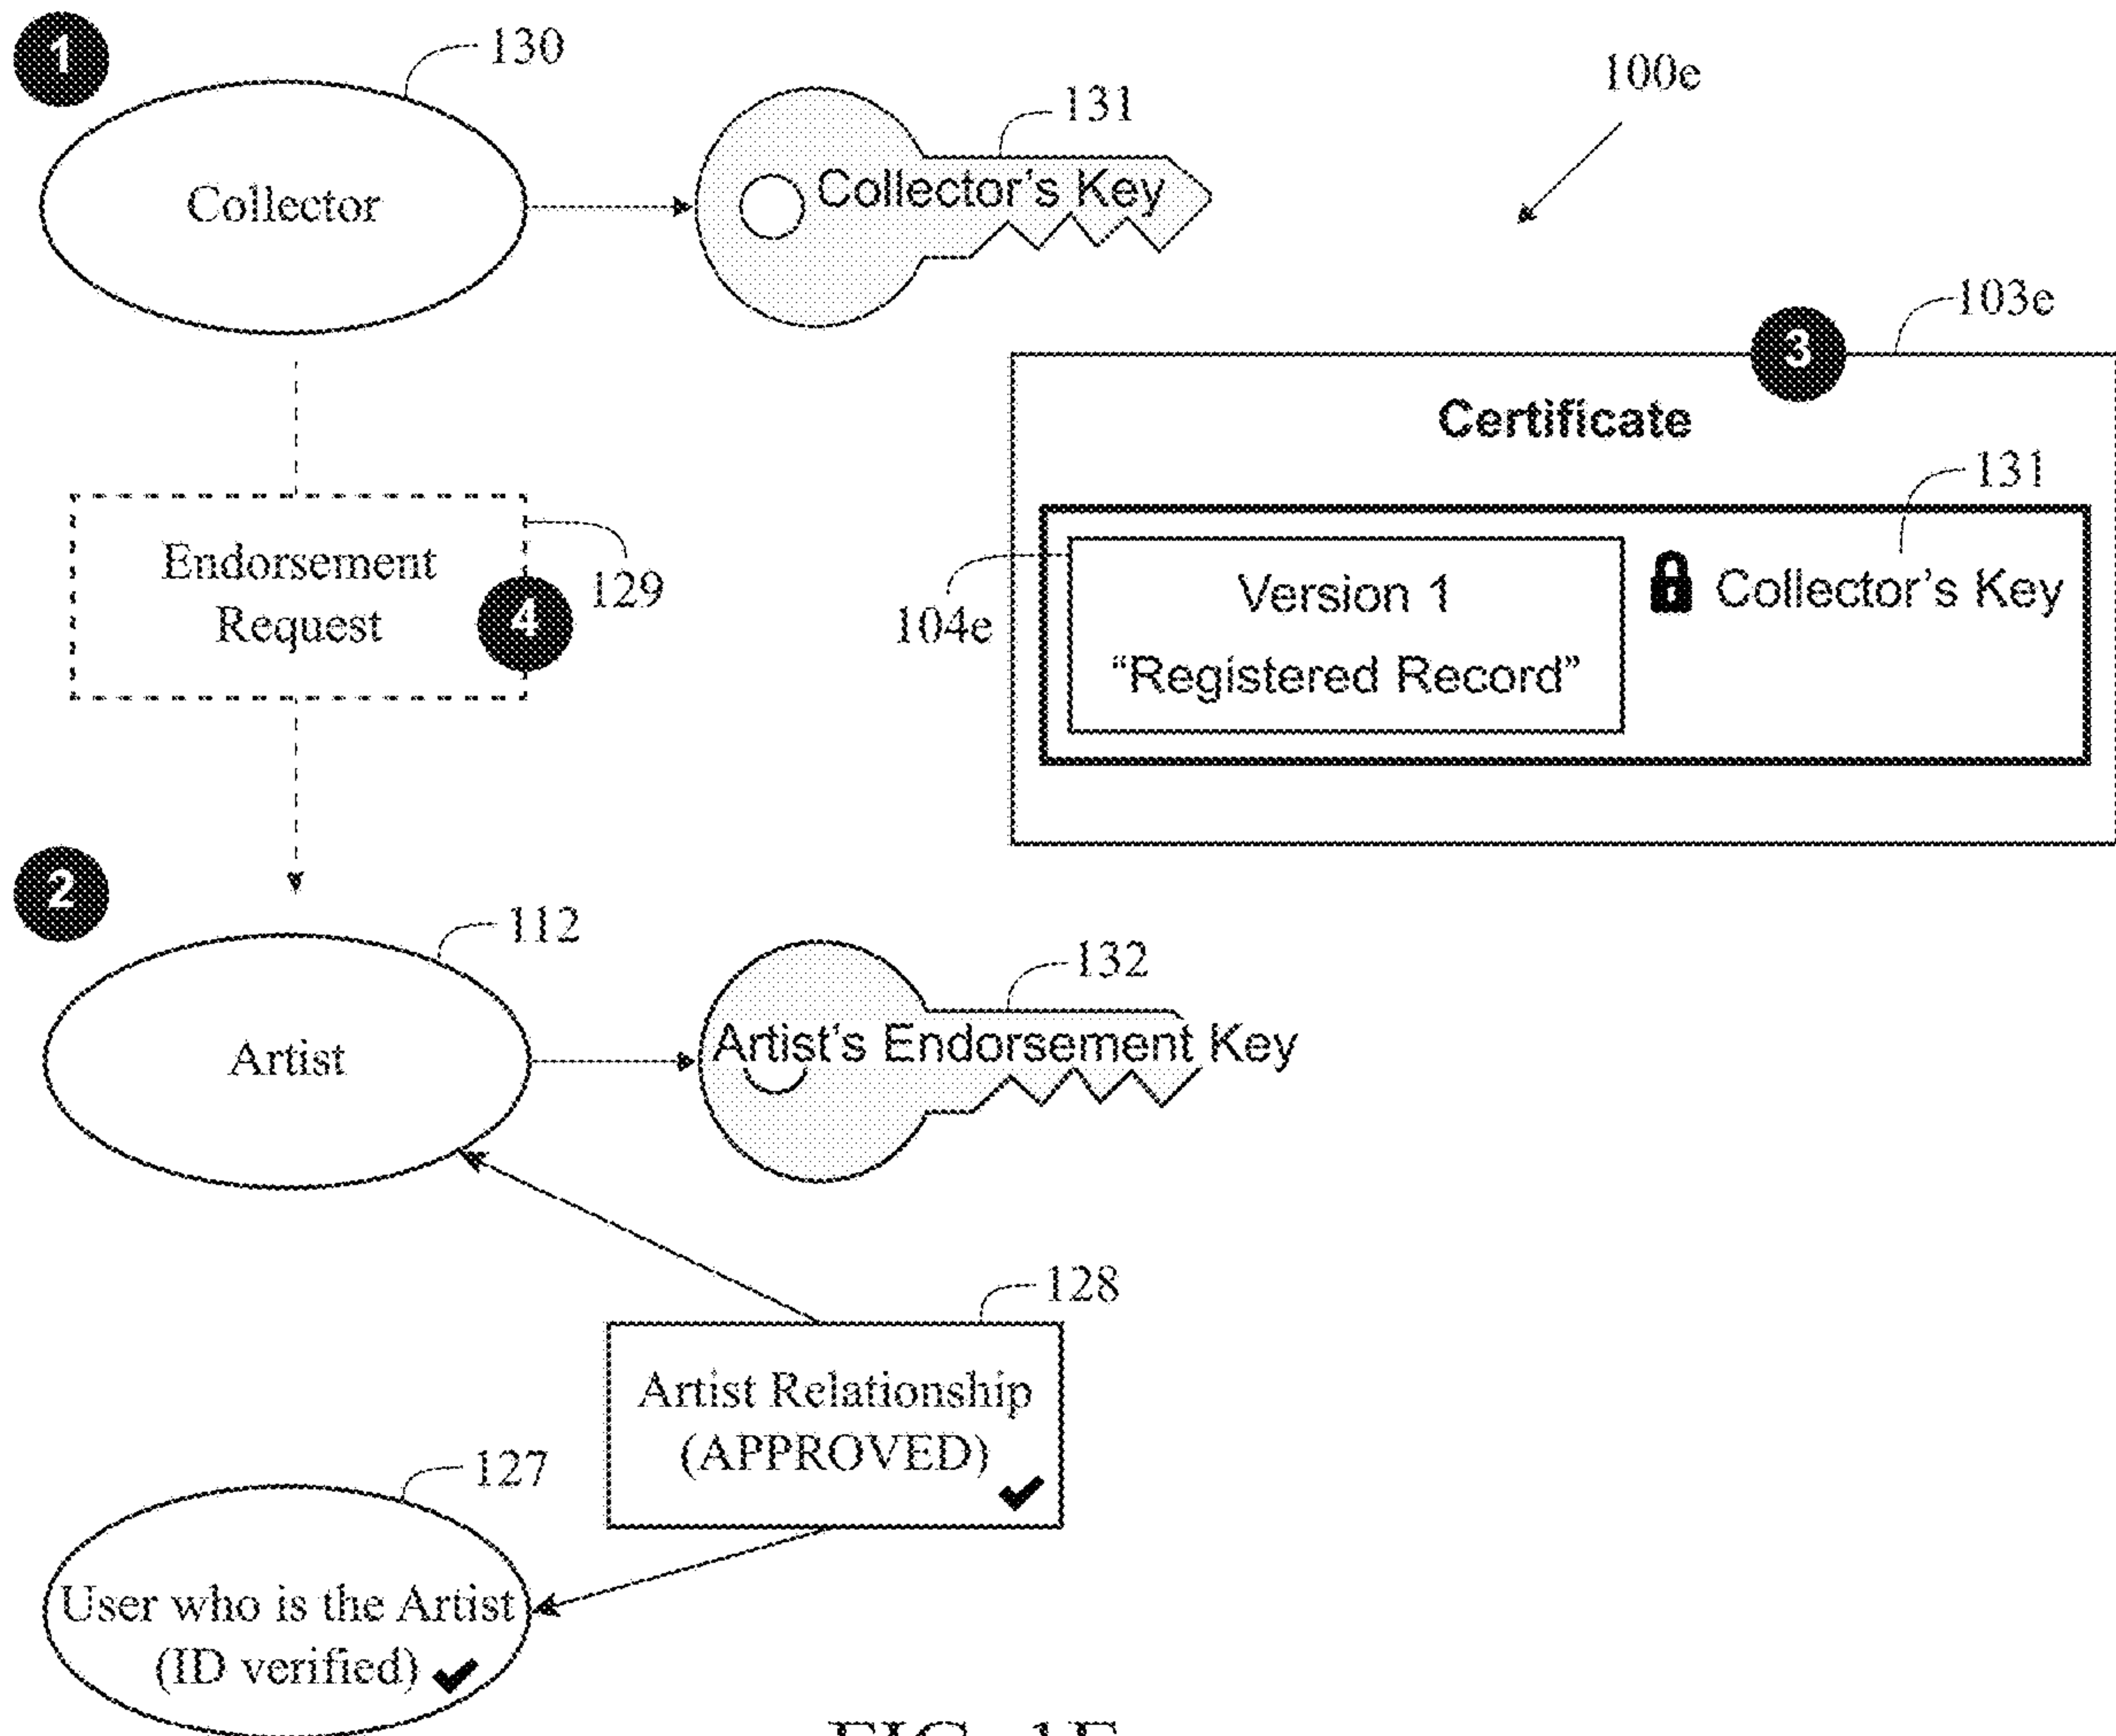 1
130
131
100e
Collector
Collector's Key
103e
3
Certificate
131
Endorsement
Request
4
129
104e
Version 1
"Registered Record"
Collector's Key
2
112
132
Artist
Artist's Endorsement Key
128
Artist Relationship
(APPROVED)
127
User who is the Artist
(ID verified)